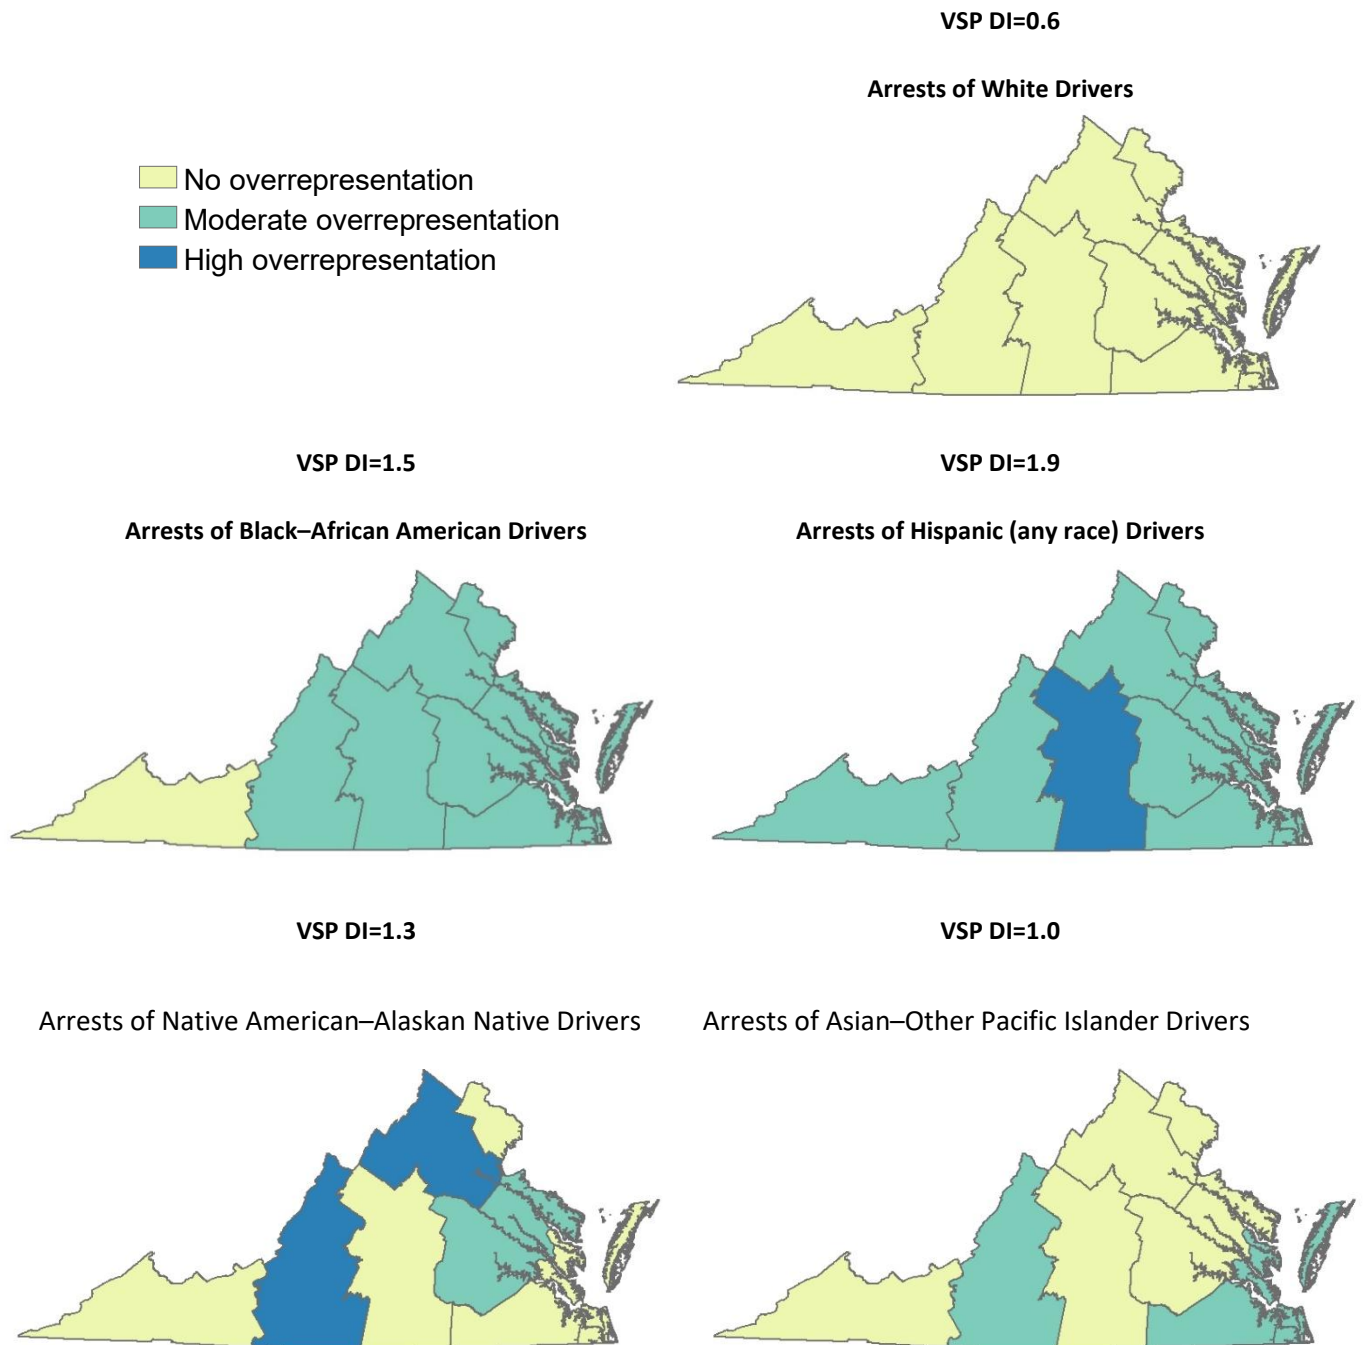 VSP DI=0.6
Arrests of White Drivers
No overrepresentation
Moderate overrepresentation
High overrepresentation
VSP DI=1.5
VSP DI=1.9
Arrests of Black–African American Drivers
Arrests of Hispanic (any race) Drivers
VSP DI=1.3
VSP DI=1.0
Arrests of Native American–Alaskan Native Drivers
Arrests of Asian–Other Pacific Islander Drivers